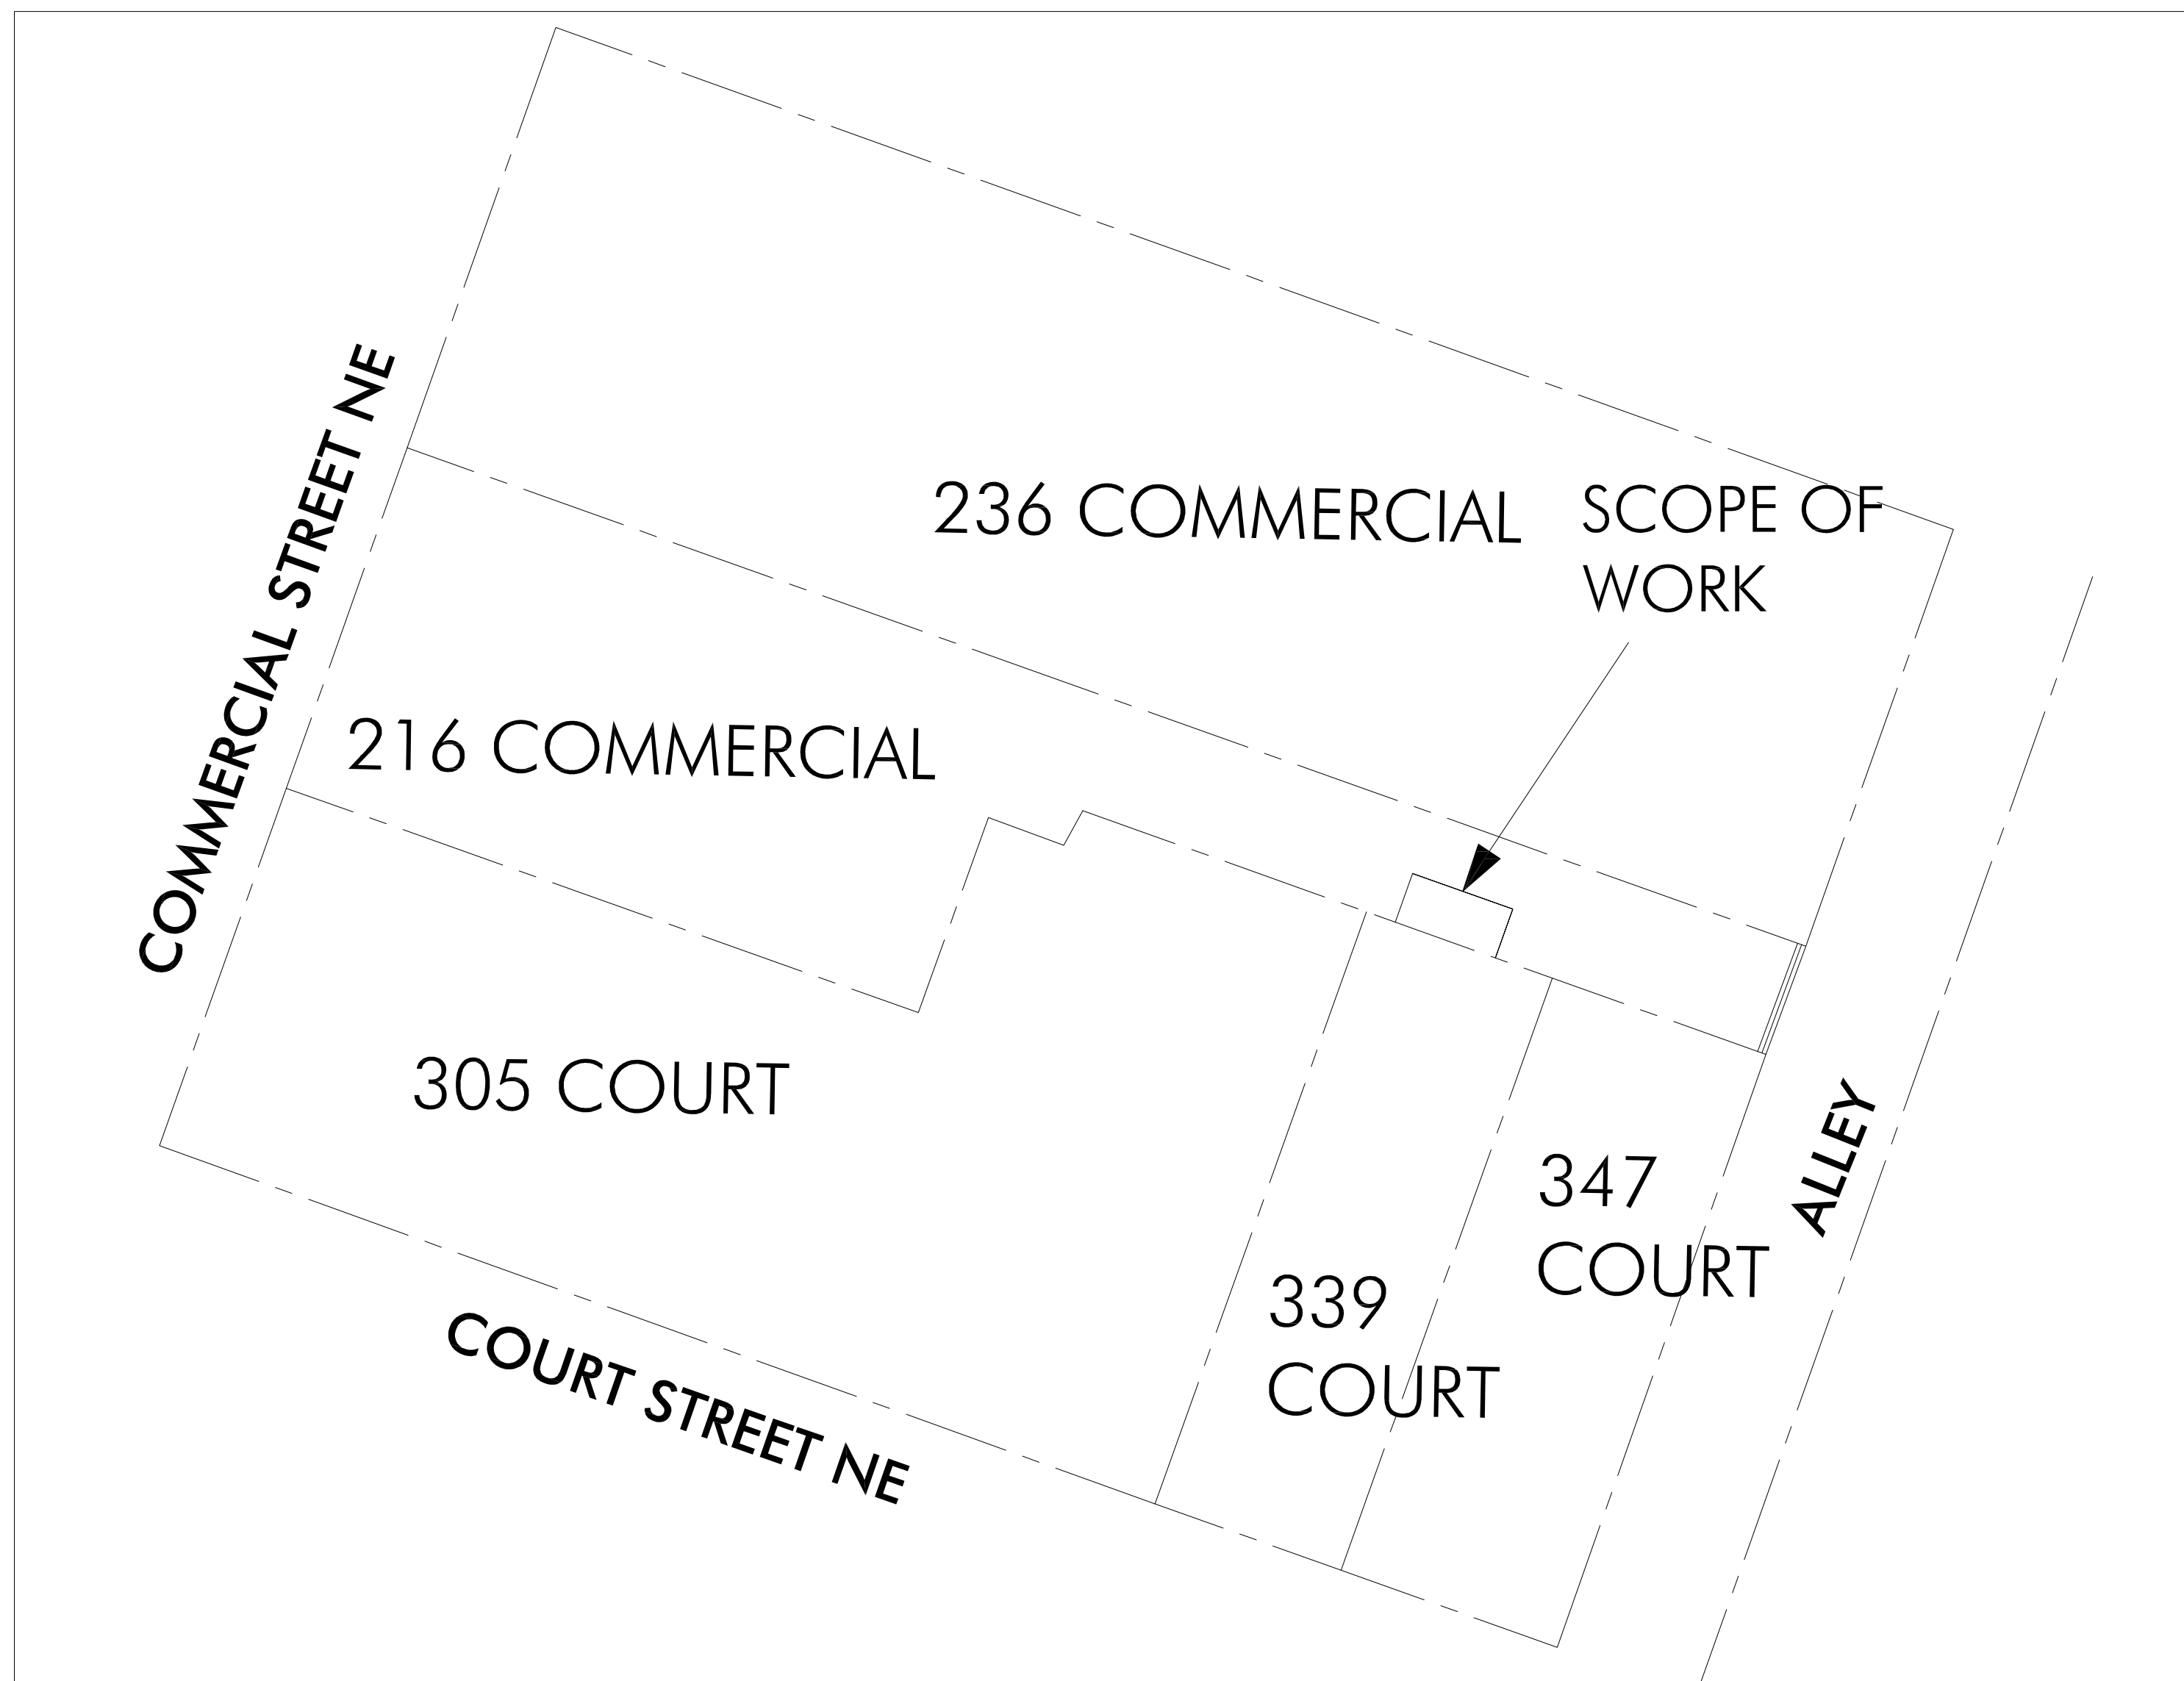 236 COMMERCIAL
SCOPE OF
WORK
COMMERCIAL STREET NE
216 COMMERCIAL
305 COURT
347
COURT
ALLEY
339
COURT
COURT STREET NE